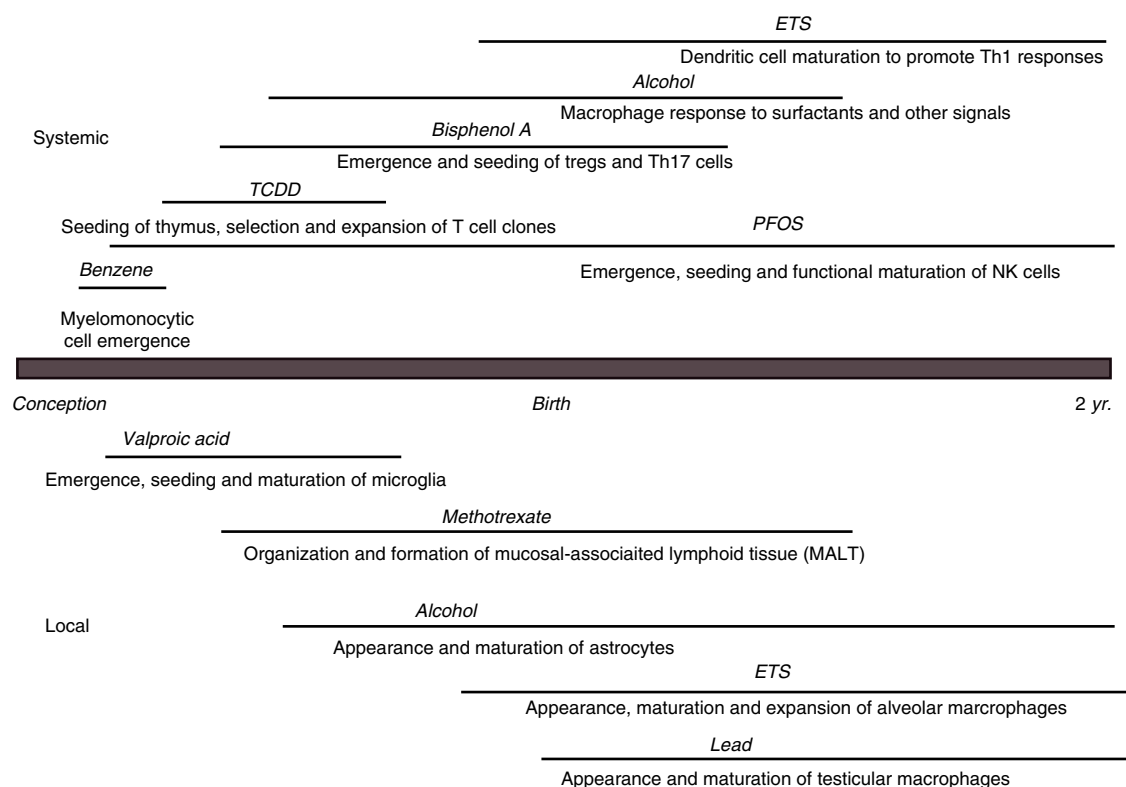 ETS
Dendritic cell maturation to promote Th1 responses
Alcohol
Macrophage response to surfactants and other signals
Systemic
Bisphenol A
Emergence and seeding of tregs and Th17 cells
TCDD
Seeding of thymus, selection and expansion of T cell clones
PFOS
Benzene
Emergence, seeding and functional maturation of NK cells
Myelomonocytic
cell emergence
Conception
Birth
2 yr.
Valproic acid
Emergence, seeding and maturation of microglia
Methotrexate
Organization and formation of mucosal-associaited lymphoid tissue (MALT)
Local
Alcohol
Appearance and maturation of astrocytes
ETS
Appearance, maturation and expansion of alveolar marcrophages
Lead
Appearance and maturation of testicular macrophages